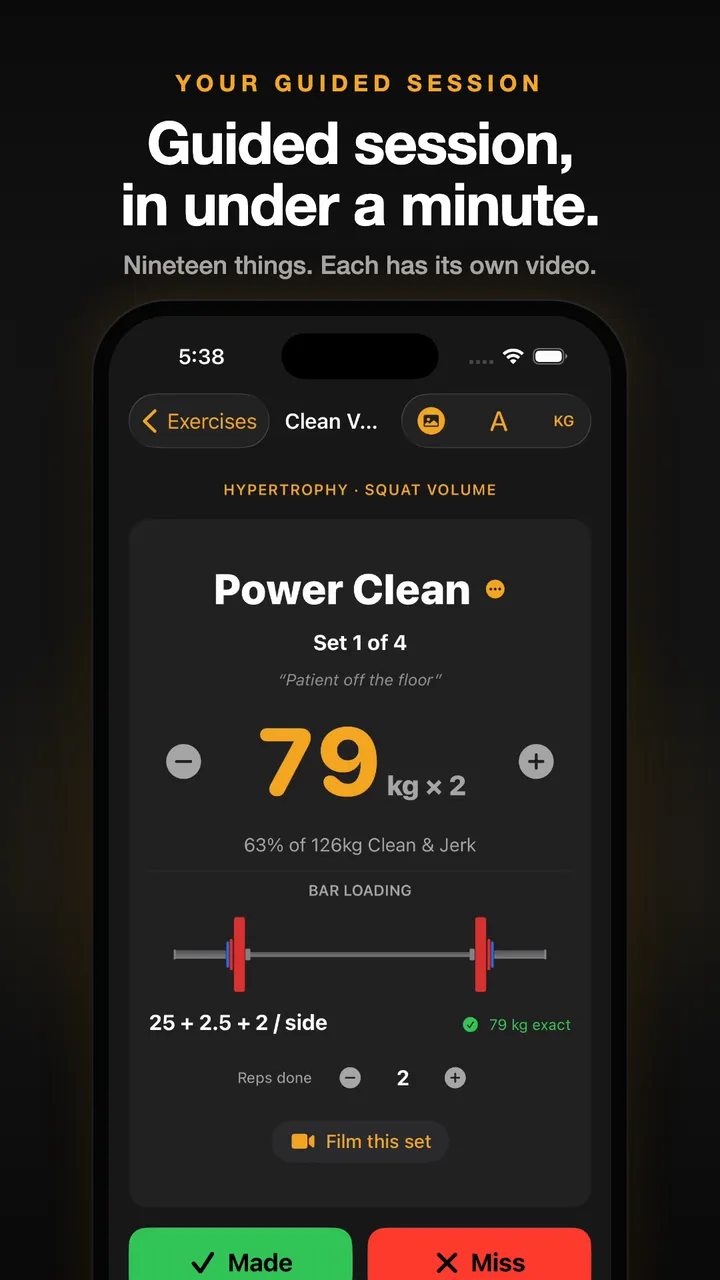 YOUR GUIDED SESSION
Guided session,
in under a minute.
Nineteen things. Each has its own video.
5:38
Exercises
Clean V...
A
KG
HYPERTROPHY · SQUAT VOLUME
Power Clean
Set 1 of 4
“Patient off the floor”
79 kg × 2
63% of 126kg Clean & Jerk
BAR LOADING
25 + 2.5 + 2 / side
79 kg exact
Reps done 2
Film this set
Made
Miss